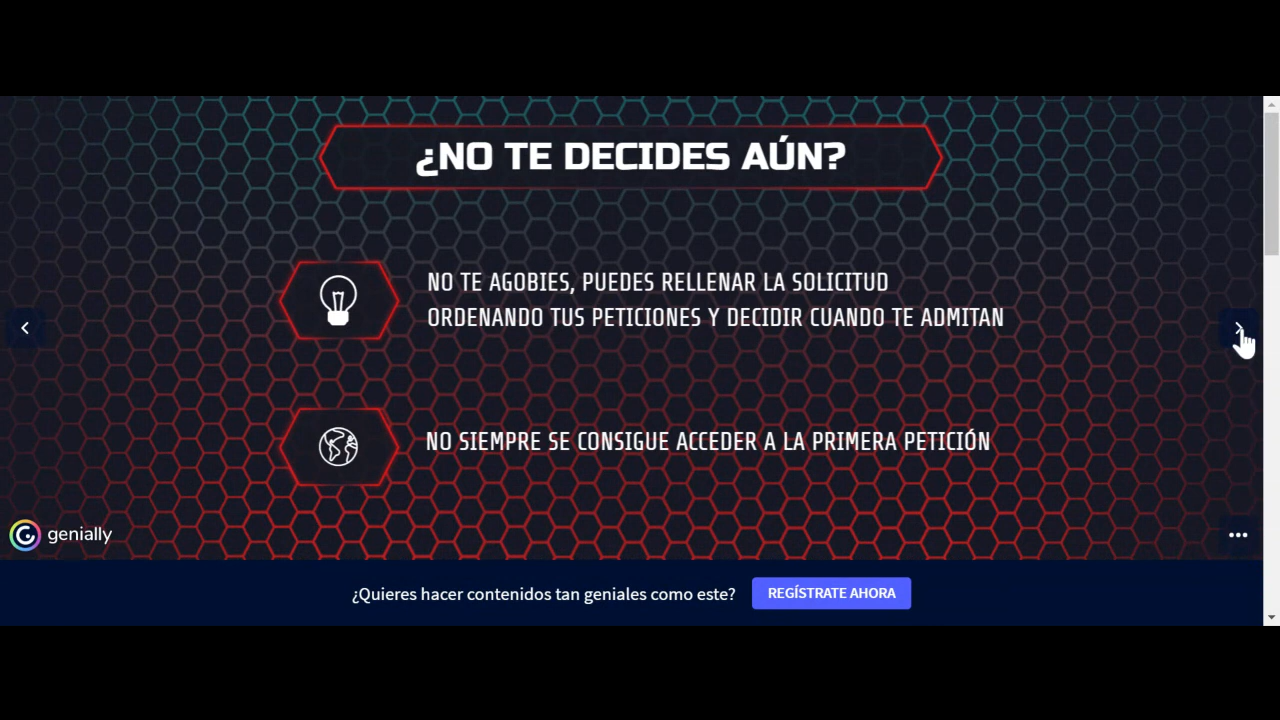 ¿NO TE DECIDES AÚN?
NO TE AGOBIES, PUEDES RELLENAR LA SOLICITUD
ORDENANDO TUS PETICIONES Y DECIDIR CUANDO TE ADMITAN
NO SIEMPRE SE CONSIGUE ACCEDER A LA PRIMERA PETICIÓN
genially
¿Quieres hacer contenidos tan geniales como este? REGÍSTRATE AHORA